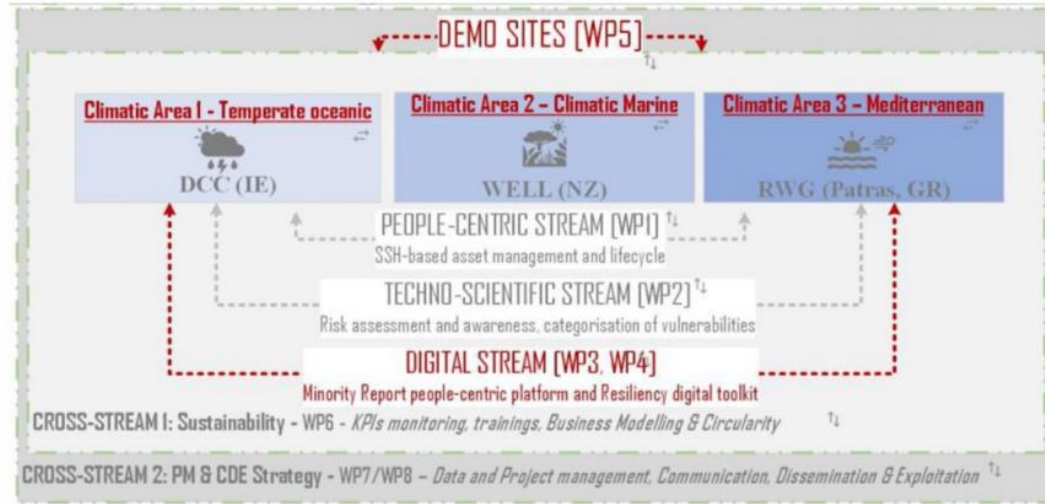 DEMO SITES [WP5]
Climatic Area 1 - Temperate oceanic
Climatic Area 2 – Climatic Marine
Climatic Area 3 – Mediterranean
DCC (IE)
WELL (NZ)
RWG (Patras, GR)
PEOPLE-CENTRIC STREAM [WP1]
SSH-based asset management and lifecycle
TECHNO-SCIENTIFIC STREAM [WP2]
Risk assessment and awareness, categorisation of vulnerabilities
DIGITAL STREAM [WP3, WP4]
Minority Report people-centric platform and Resiliency digital toolkit
CROSS-STREAM 1: Sustainability - WP6 - KPIs monitoring, trainings, Business Modelling & Circularity
CROSS-STREAM 2: PM & CDE Strategy - WP7/WP8 – Data and Project management, Communication, Dissemination & Exploitation